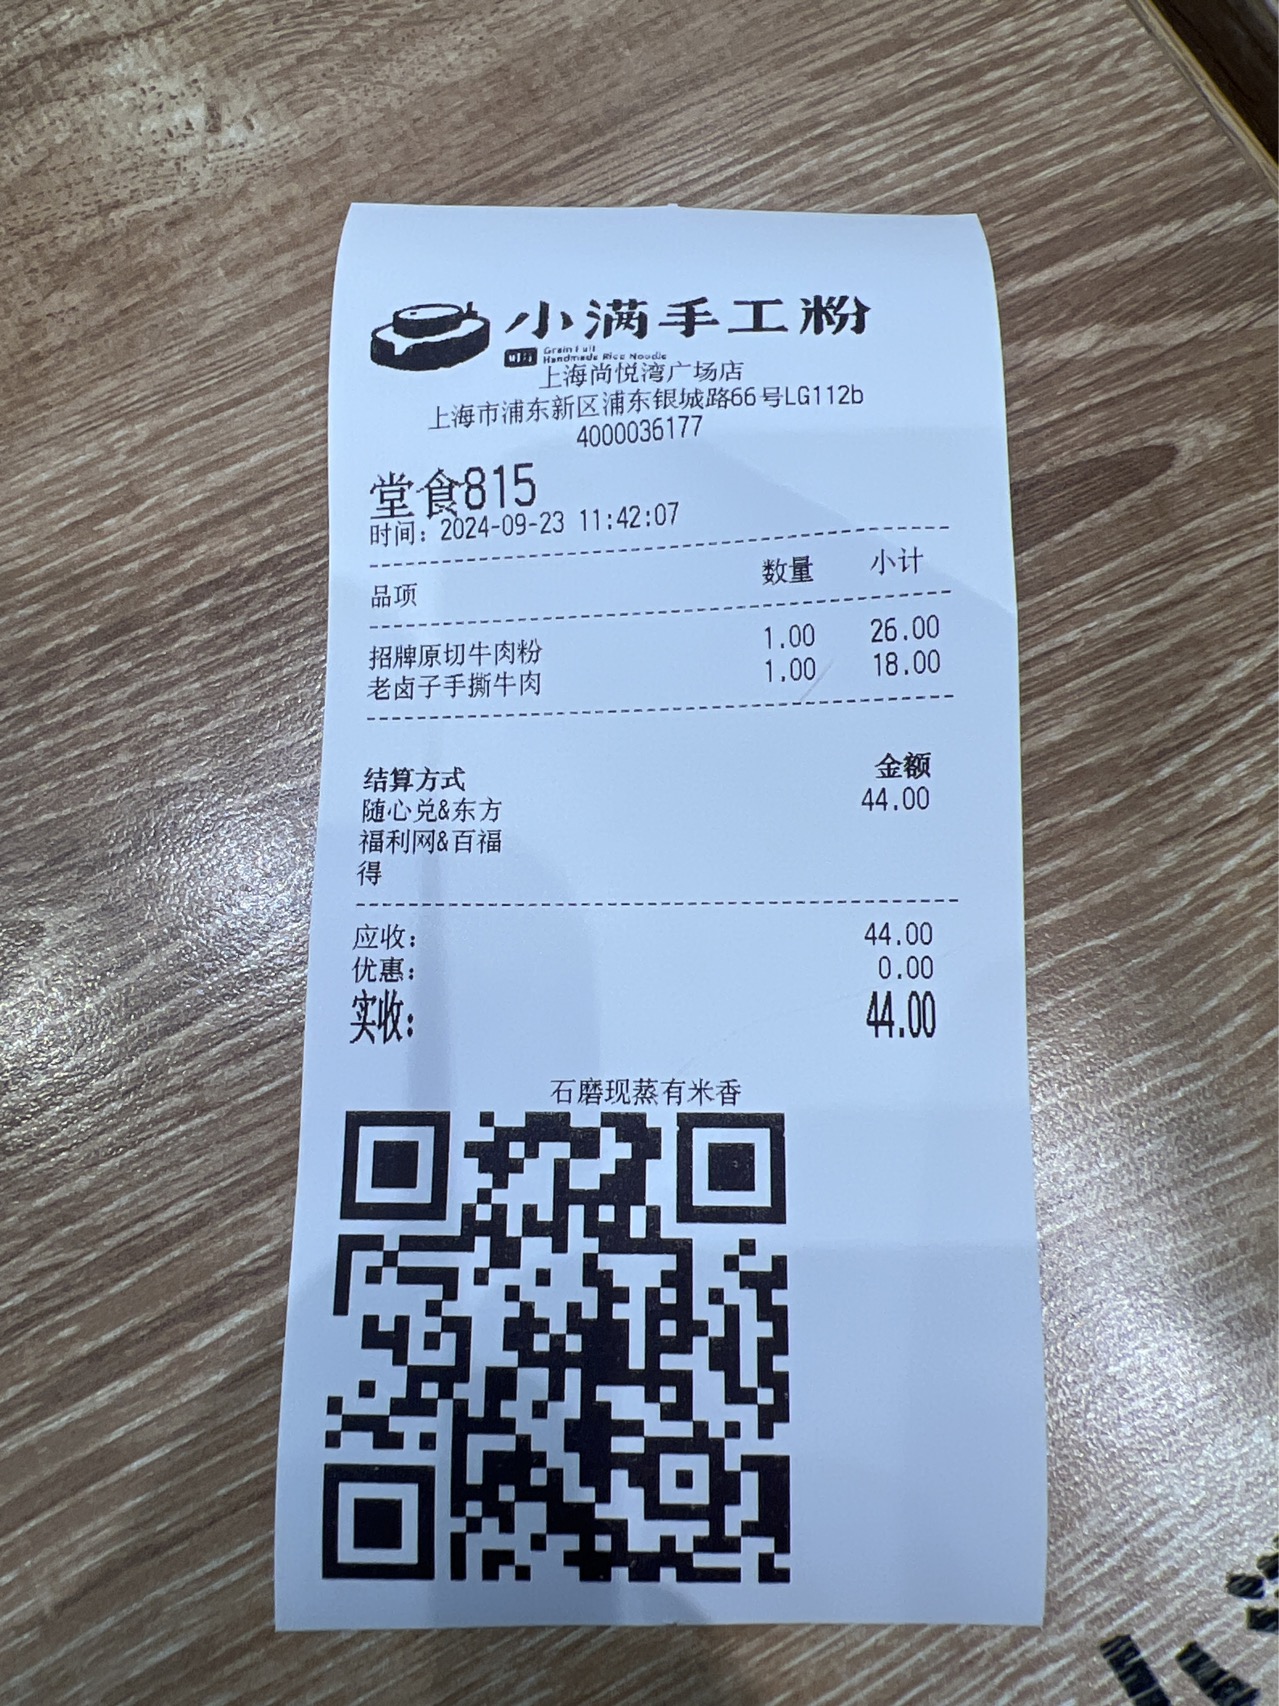 小满手工粉
Grain Full
Handmade Rice Noodle
上海尚悦湾广场店
上海市浦东新区浦东银城路66号LG112b
4000036177
堂食815
时间：2024-09-23 11:42:07
品项 数量 小计
招牌原切牛肉粉 1.00 26.00
老卤子手撕牛肉 1.00 18.00
结算方式 金额
随心兑&东方 44.00
福利网&百福
得
应收： 44.00
优惠： 0.00
实收： 44.00
石磨现蒸有米香